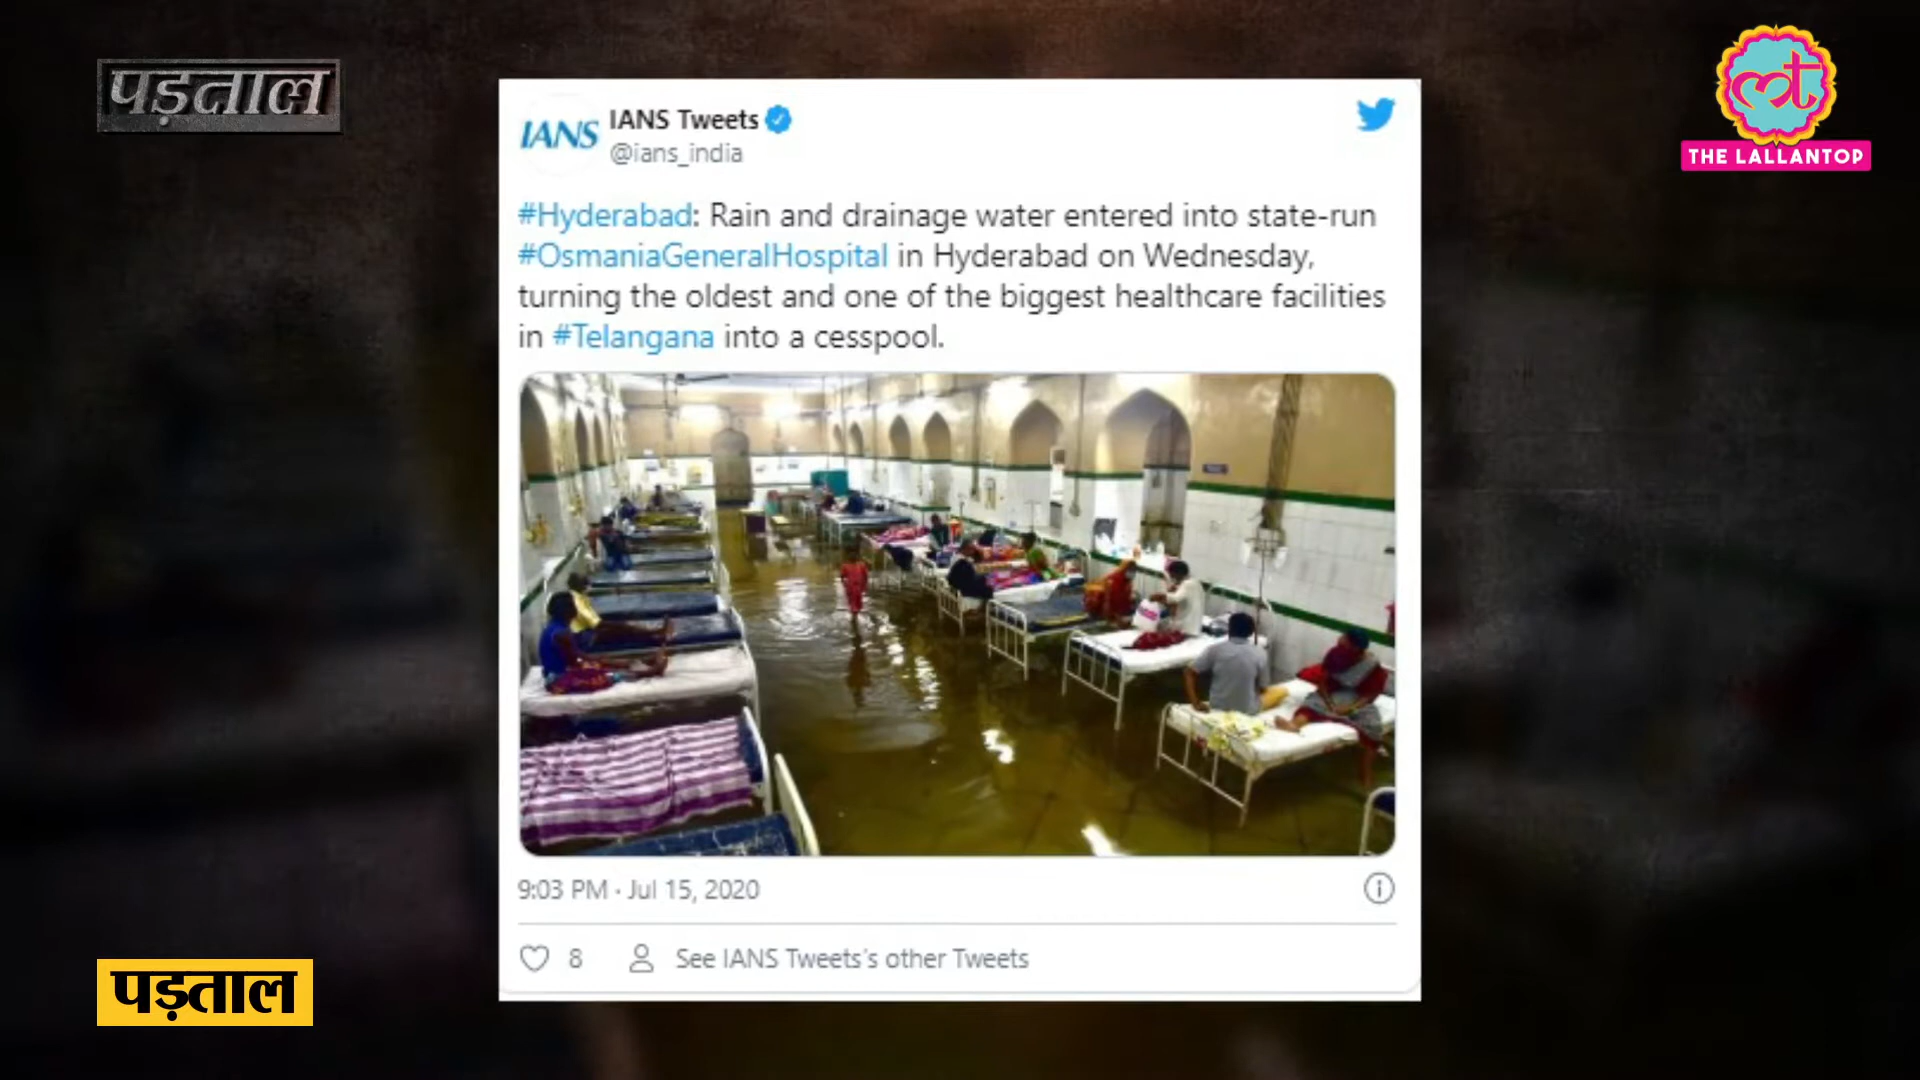 पड़ताल
THE LALLANTOP
IANS
IANS Tweets
@ians_india
#Hyderabad: Rain and drainage water entered into state-run
#OsmaniaGeneralHospital in Hyderabad on Wednesday,
turning the oldest and one of the biggest healthcare facilities
in #Telangana into a cesspool.
9:03 PM · Jul 15, 2020
8
See IANS Tweets's other Tweets
पड़ताल